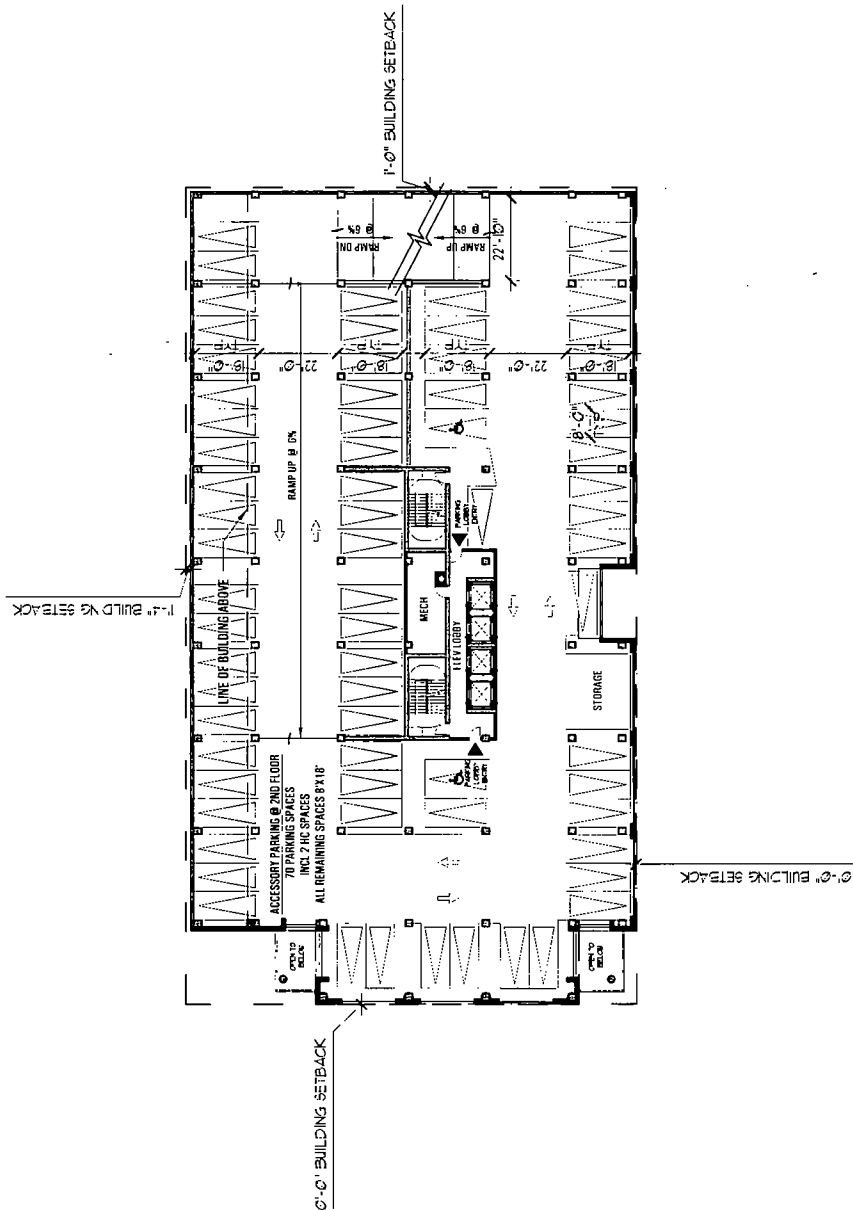 1'-0" BUILDING SETBACK
RAMP DN
@ 6%
RAMP UP
@ 6%
22'-10"
18'-0"
TYP
22'-0"
18'-0"
TYP
18'-0"
TYP
22'-0"
18'-0"
TYP
8'-0"
RAMP UP @ 6%
1'-4" BUILDING SETBACK
LINE OF BUILDING ABOVE
PARKING
LOBBY
ENTRY
MECH
ELEV LOBBY
STORAGE
PARKING
LOBBY
ENTRY
ACCESSORY PARKING @ 2ND FLOOR
70 PARKING SPACES
INCL 2 HC SPACES
ALL REMAINING SPACES 8'X18'
0'-0" BUILDING SETBACK
OPEN TO
BELOW
OPEN TO
BELOW
0'-0" BUILDING SETBACK